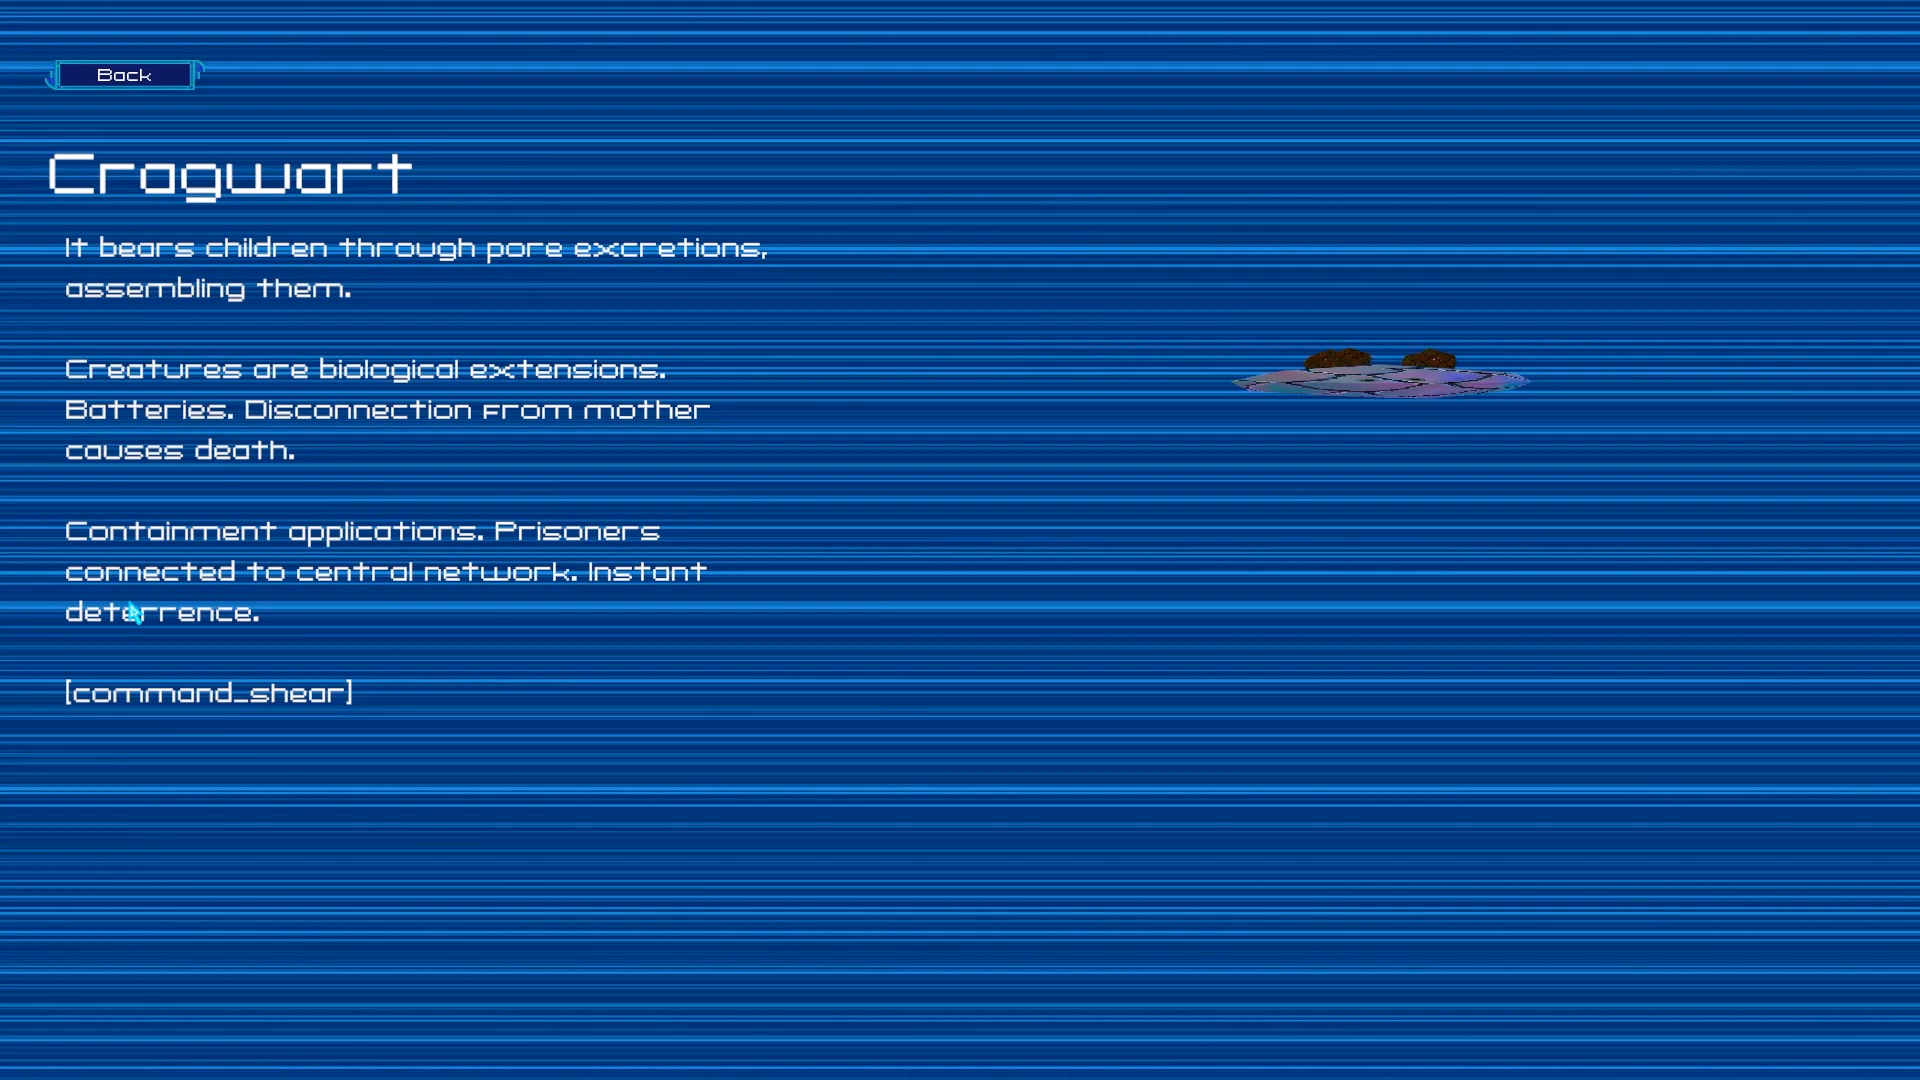 Back
Cragwart
It bears children through pore excretions,
assembling them.
Creatures are biological extensions.
Batteries. Disconnection from mother
causes death.
Containment applications. Prisoners
connected to central network. Instant
deterrence.
[command_shear]